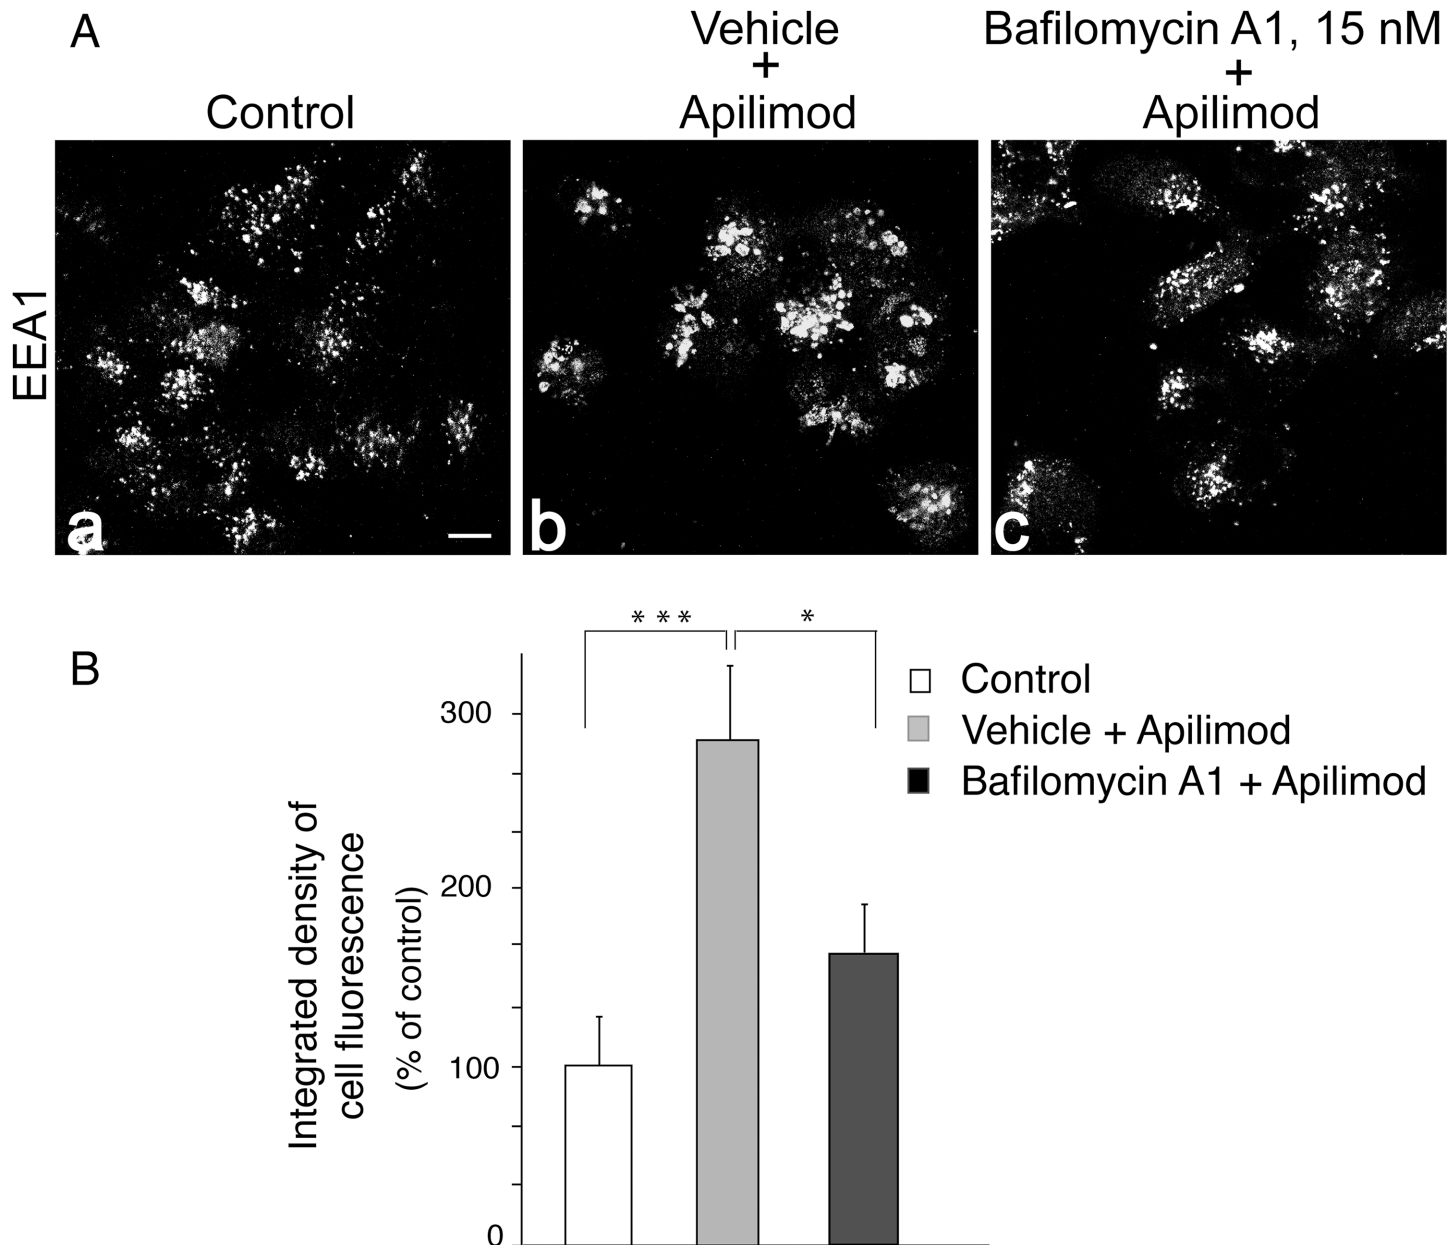 A
Control
Vehicle
+
Apilimod
Bafilomycin A1, 15 nM
+
Apilimod
EEA1
a
b
c
B
* * *
*
Control
Vehicle + Apilimod
Bafilomycin A1 + Apilimod
Integrated density of
cell fluorescence
(% of control)
300
200
100
0